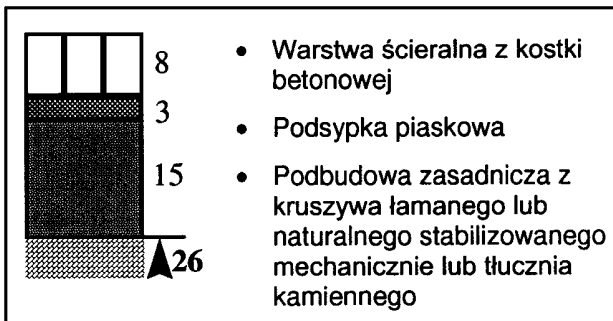 8
3
15
26
• Warstwa ścieralna z kostki
betonowej
• Podsypka piaskowa
• Podbudowa zasadnicza z
kruszywa łamanego lub
naturalnego stabilizowanego
mechanicznie lub tłucznia
kamiennego